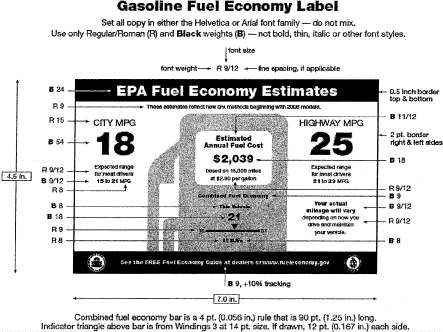 Gasoline Fuel Economy Label
Set all copy in either the Helvetica or Arial font family — do not mix.
Use only Regular/Roman (R) and Black weights (B) — not bold, thin, italic or other font styles.
font size
font weight R 9/12 line spacing, if applicable
B 24
EPA Fuel Economy Estimates
0.5 inch border
top & bottom
R 9
These estimates reflect new EPA methods beginning with 2008 models.
R 15
CITY MPG
HIGHWAY MPG
B 11/12
B 54
18
Estimated
Annual Fuel Cost
$2,039
based on 15,000 miles
at $2.80 per gallon
25
2 pt. border
right & left sides
B 18
4.5 in.
R 9/12
B 9/12
R 8
Expected range
for most drivers
15 to 21 MPG
Expected range
for most drivers
21 to 29 MPG
R 9/12
B 9
Combined Fuel Economy
B 8
This Vehicle
B 18
21
Your actual
mileage will vary
depending on how you
drive and maintain
your vehicle.
B 9/12
R 9/12
R 9
R 8
B 8
See the FREE Fuel Economy Guide at dealers or www.fueleconomy.gov
B 9, +10% tracking
7.0 in.
Combined fuel economy bar is a 4 pt. (0.056 in.) rule that is 90 pt. (1.25 in.) long.
Indicator triangle above bar is from Windings 3 at 14 pt. size. If drawn, 12 pt. (0.167 in.) each side.